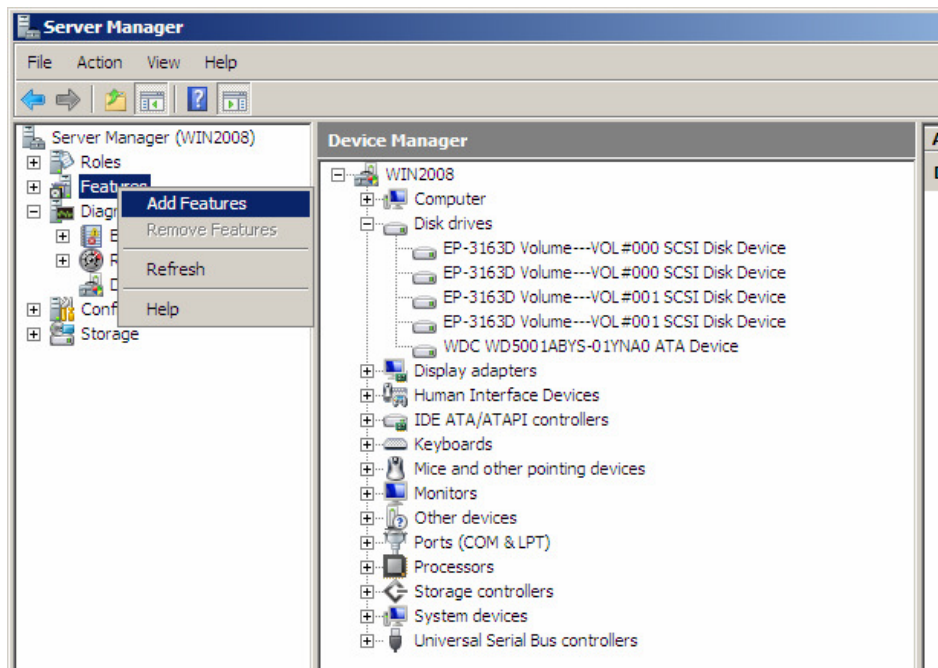 Server Manager
File Action View Help
Server Manager (WIN2008)
Roles
Features
Add Features
Remove Features
Refresh
Help
Storage
Device Manager
WIN2008
Computer
Disk drives
EP-3163D Volume---VOL#000 SCSI Disk Device
EP-3163D Volume---VOL#000 SCSI Disk Device
EP-3163D Volume---VOL#001 SCSI Disk Device
EP-3163D Volume---VOL#001 SCSI Disk Device
WDC WD5001ABYS-01YNA0 ATA Device
Display adapters
Human Interface Devices
IDE ATA/ATAPI controllers
Keyboards
Mice and other pointing devices
Monitors
Other devices
Ports (COM & LPT)
Processors
Storage controllers
System devices
Universal Serial Bus controllers